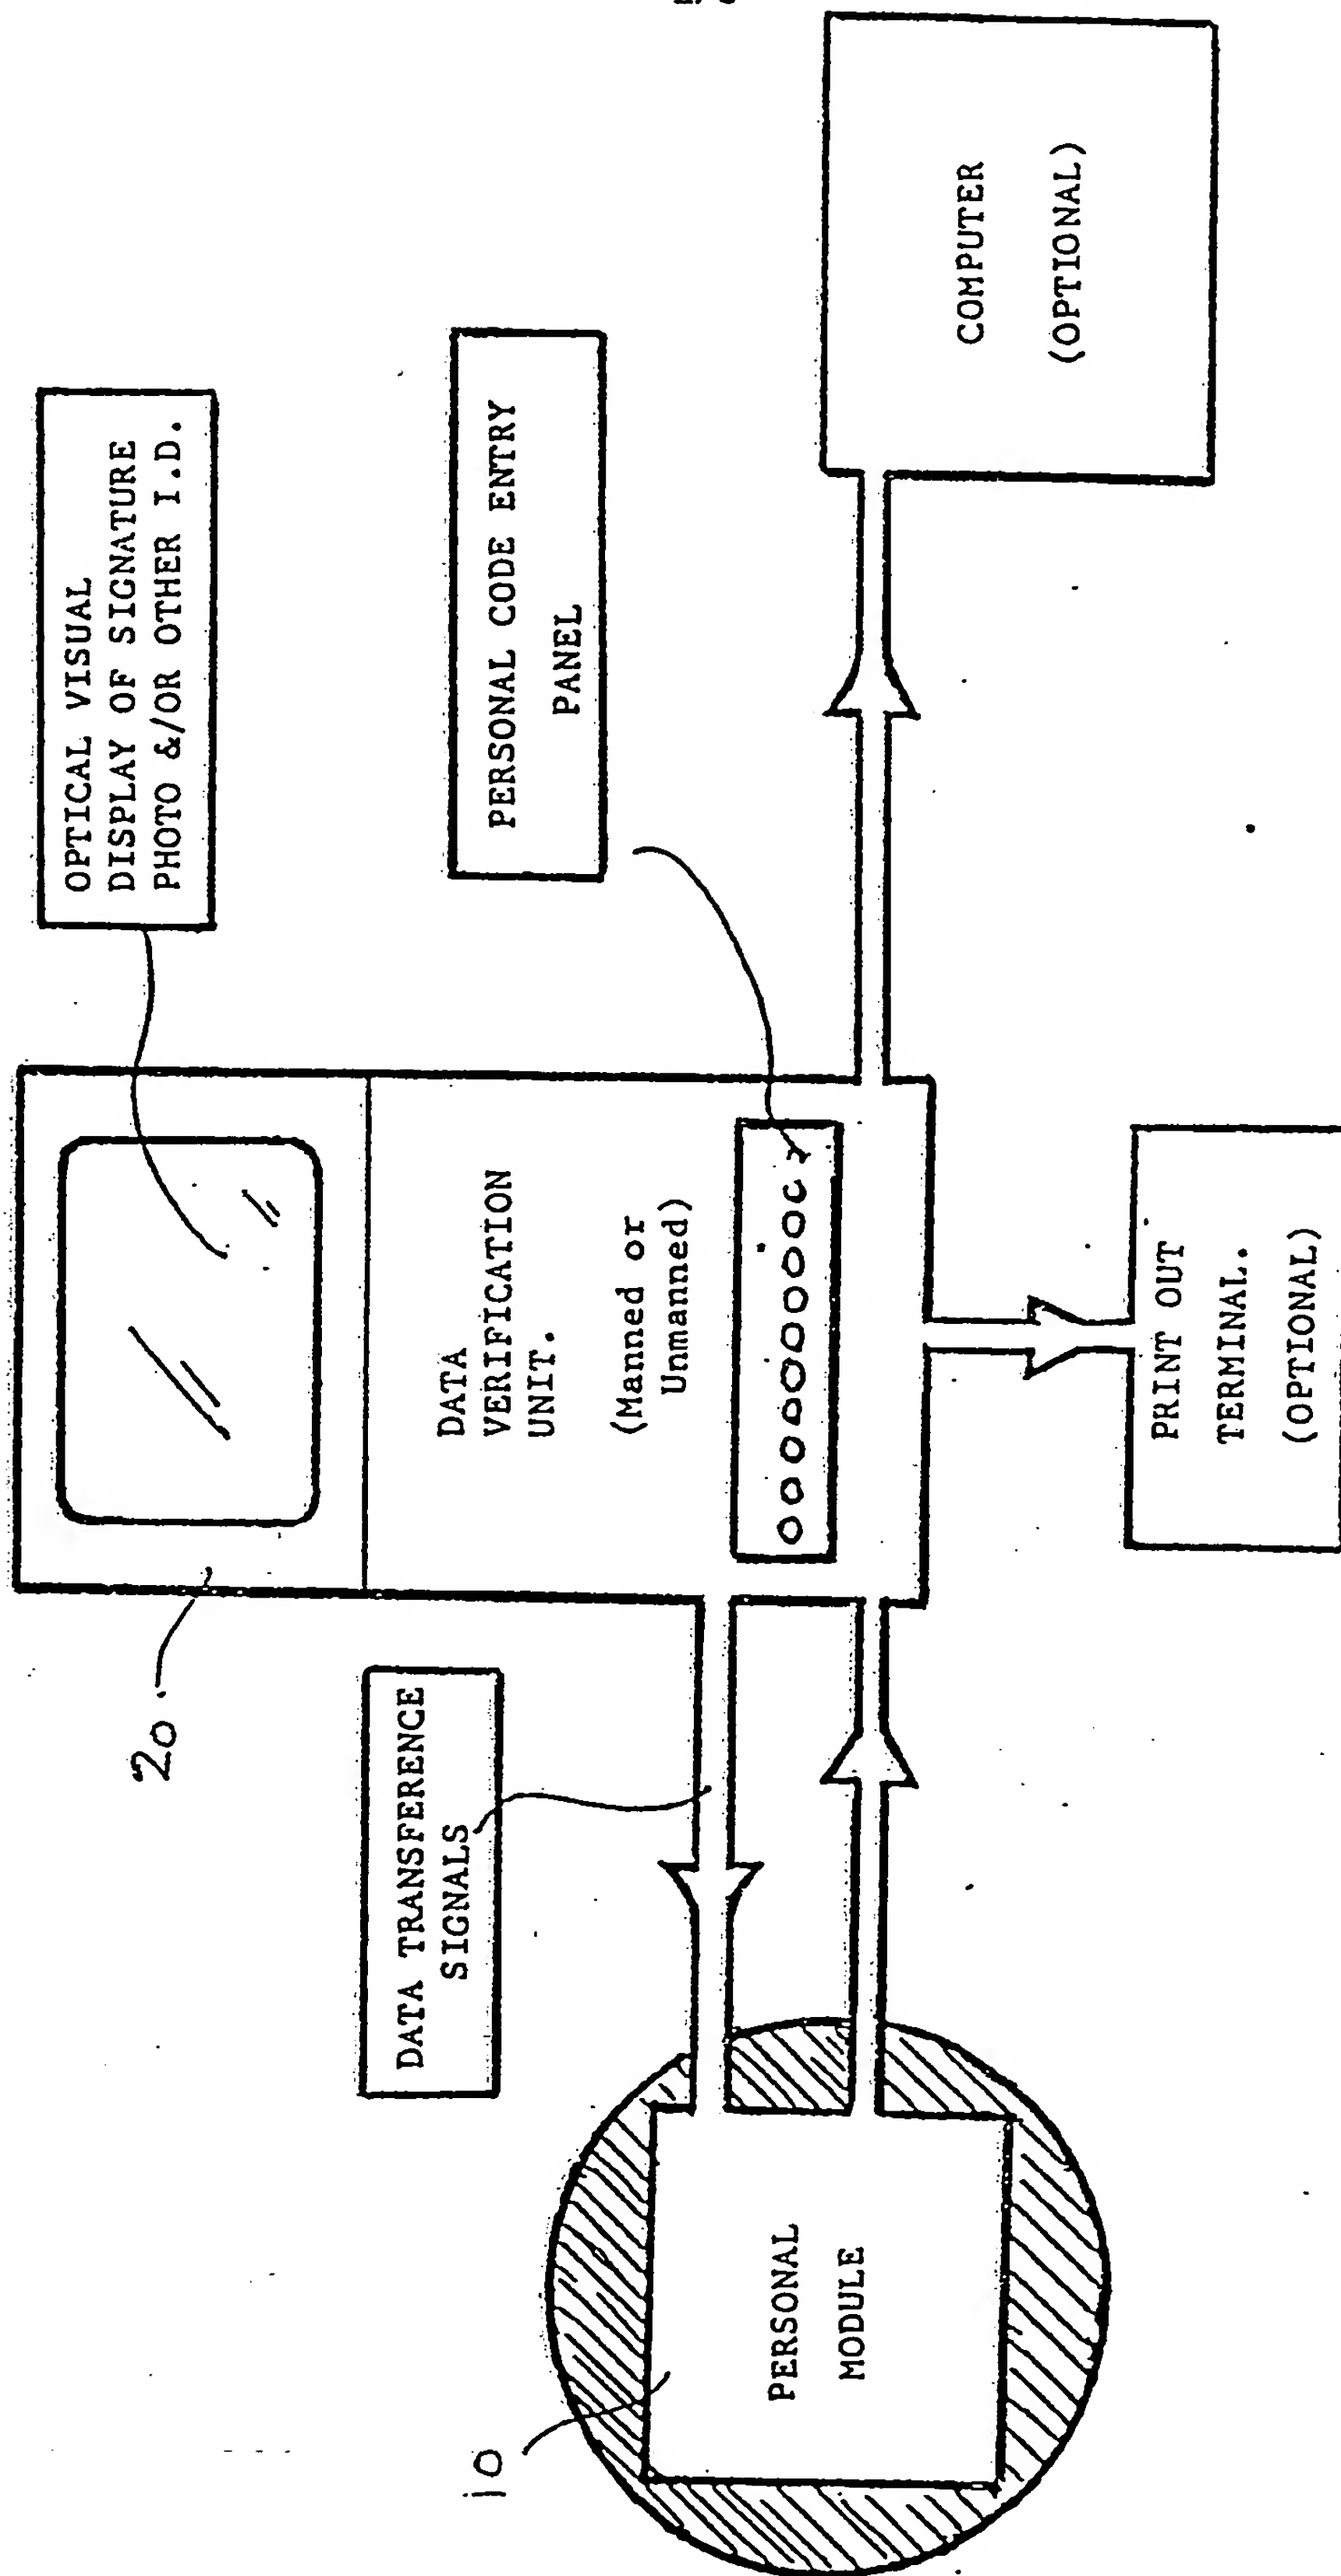 OPTICAL VISUAL
DISPLAY OF SIGNATURE
PHOTO &/OR OTHER I.D.
20
PERSONAL CODE ENTRY
PANEL
DATA TRANSFERENCE
SIGNALS
DATA
VERIFICATION
UNIT.
(Manned or
Unmanned)
10
PERSONAL
MODULE
COMPUTER
(OPTIONAL)
PRINT OUT
TERMINAL.
(OPTIONAL)